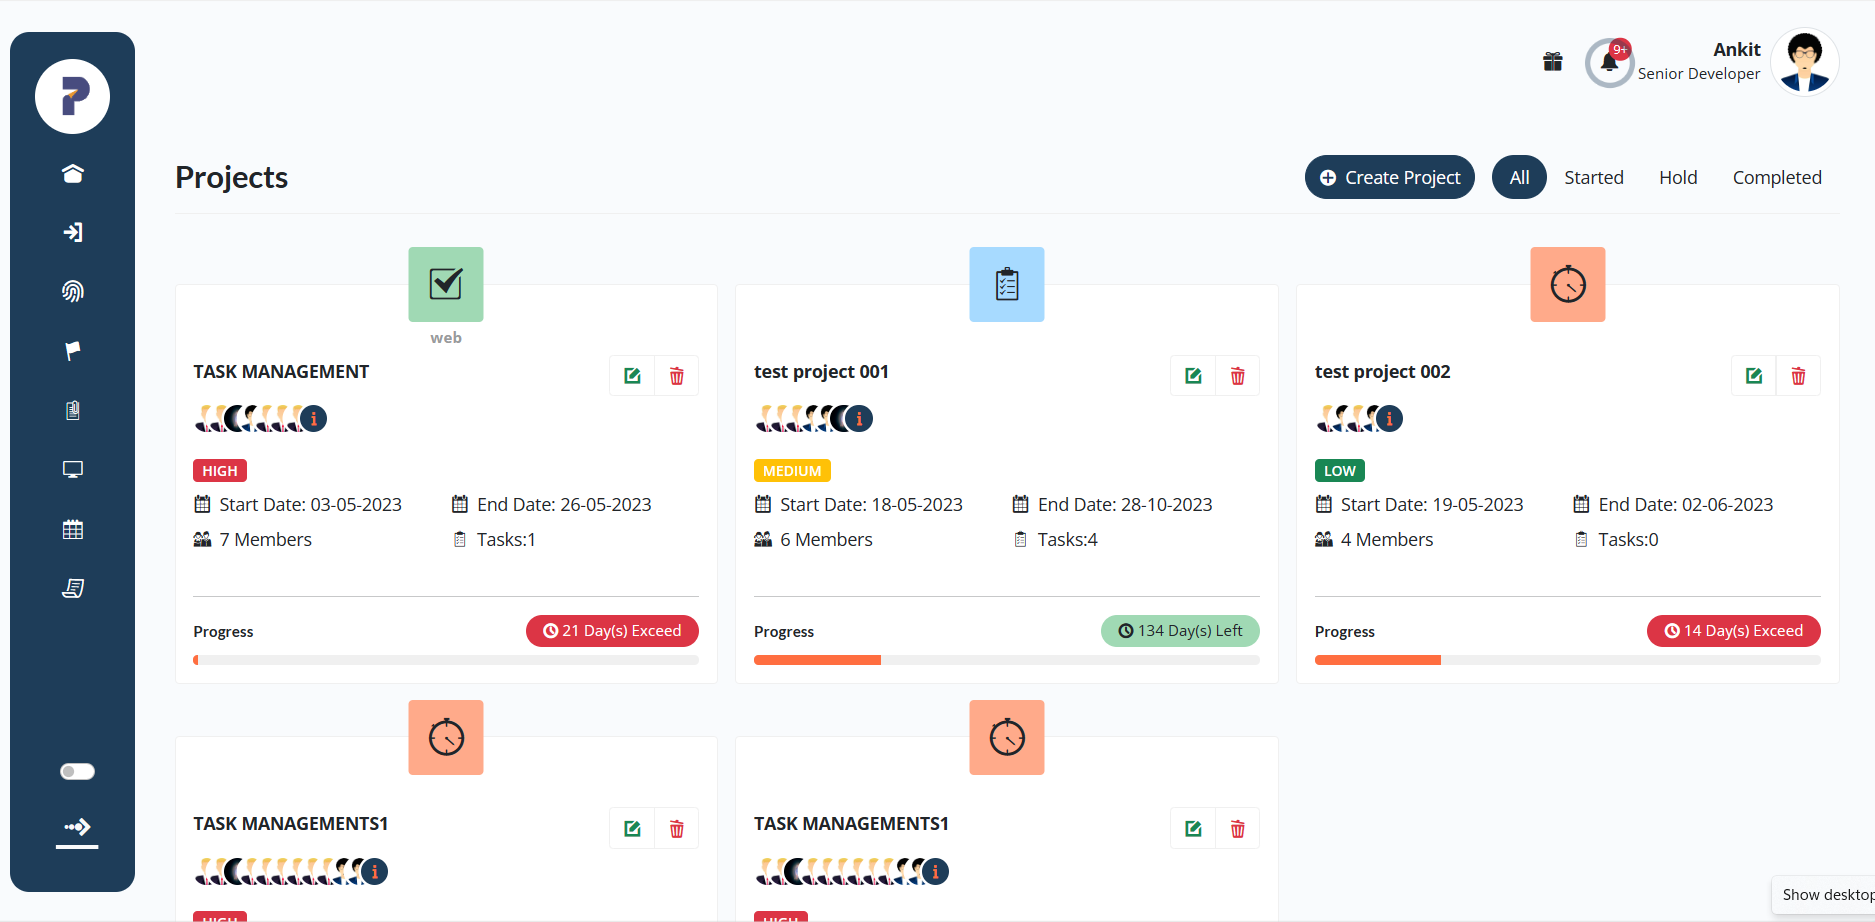 9+
Ankit
Senior Developer
Projects
Create Project All Started Hold Completed
web
TASK MANAGEMENT
HIGH
Start Date: 03-05-2023 End Date: 26-05-2023
7 Members Tasks:1
Progress 21 Day(s) Exceed
test project 001
MEDIUM
Start Date: 18-05-2023 End Date: 28-10-2023
6 Members Tasks:4
Progress 134 Day(s) Left
test project 002
LOW
Start Date: 19-05-2023 End Date: 02-06-2023
4 Members Tasks:0
Progress 14 Day(s) Exceed
TASK MANAGEMENTS1
HIGH
TASK MANAGEMENTS1
HIGH
Show desktop